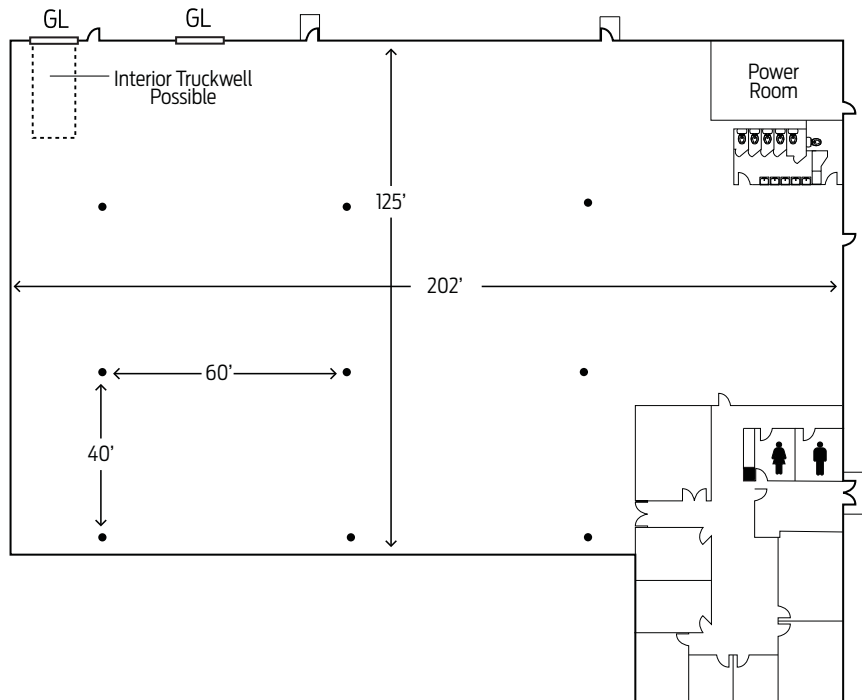 GL
GL
Interior Truckwell
Possible
Power
Room
125'
202'
60'
40'